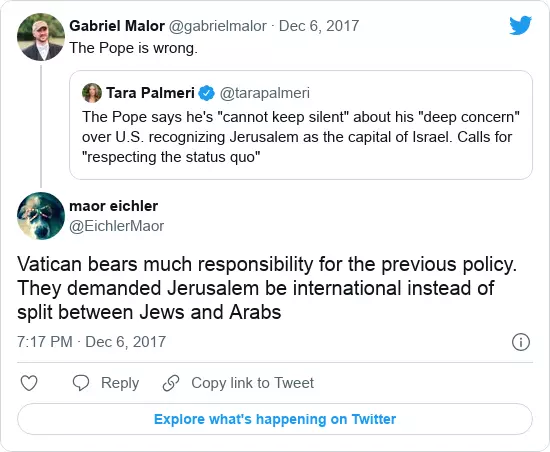 Gabriel Malor @gabrielmalor · Dec 6, 2017
The Pope is wrong.
Tara Palmeri @tarapalmeri
The Pope says he's "cannot keep silent" about his "deep concern"
over U.S. recognizing Jerusalem as the capital of Israel. Calls for
"respecting the status quo"
maor eichler
@EichlerMaor
Vatican bears much responsibility for the previous policy.
They demanded Jerusalem be international instead of
split between Jews and Arabs
7:17 PM · Dec 6, 2017
Reply Copy link to Tweet
Explore what's happening on Twitter